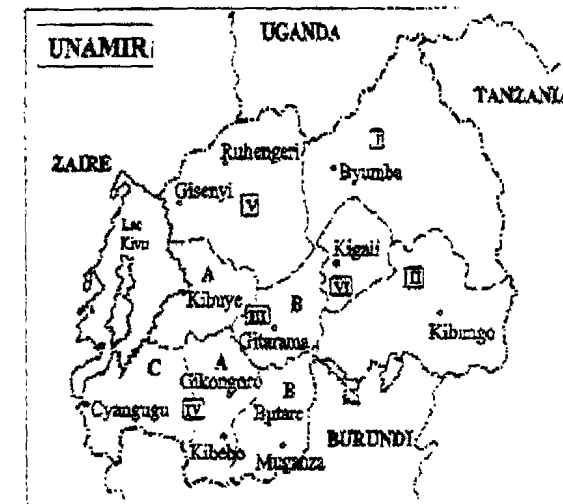 UNAMIR
UGANDA
TANZANIA
ZAIRE
Ruhengeri
I
Byumba
Gisenyi
V
Lac
Kivu
Kigali
A
II
Kibuye
B
VI
III
Kibungo
Gitarama
C
A
Gikongoro
B
Cyangugu
IV
Butare
BURUNDI
Kibeho
Muganza